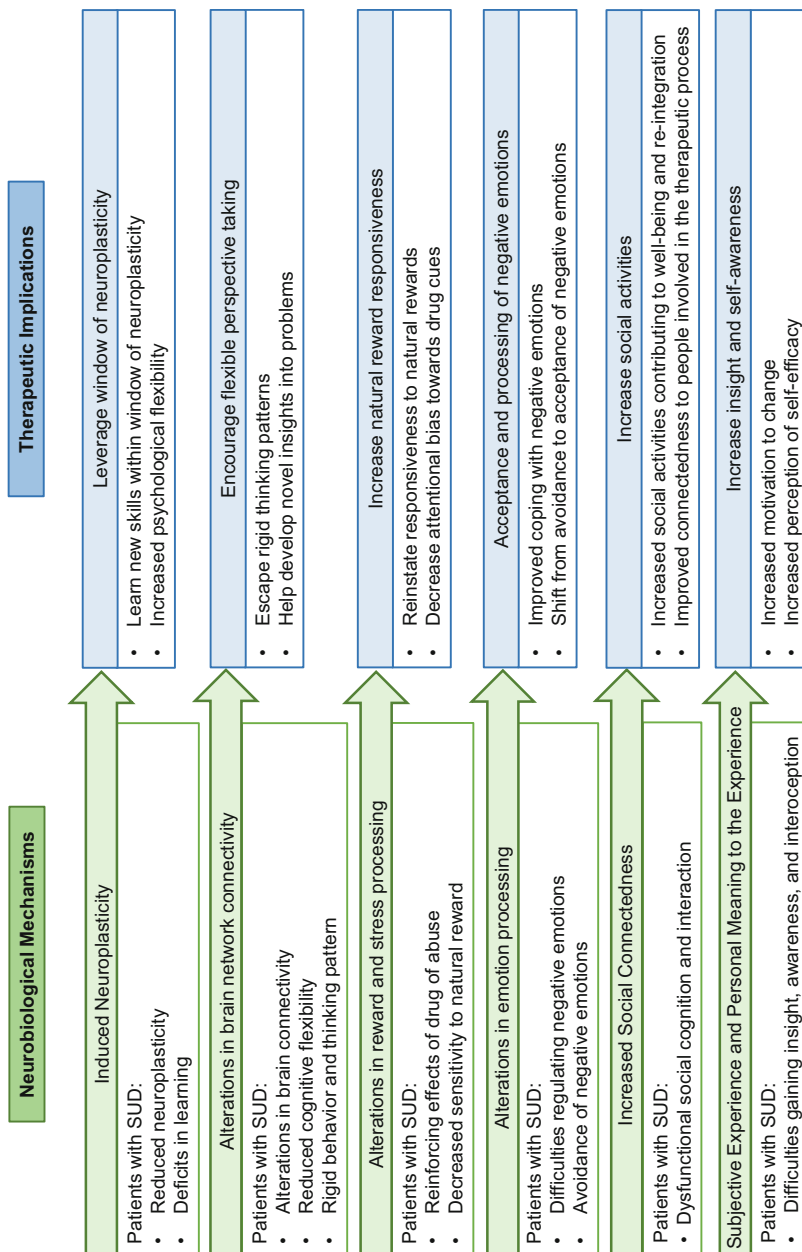 Neurobiological Mechanisms
Therapeutic Implications
Induced Neuroplasticity
Patients with SUD:
• Reduced neuroplasticity
• Deficits in learning
Leverage window of neuroplasticity
• Learn new skills within window of neuroplasticity
• Increased psychological flexibility
Alterations in brain network connectivity
Patients with SUD:
• Alterations in brain connectivity
• Reduced cognitive flexibility
• Rigid behavior and thinking pattern
Encourage flexible perspective taking
• Escape rigid thinking patterns
• Help develop novel insights into problems
Alterations in reward and stress processing
Patients with SUD:
• Reinforcing effects of drug of abuse
• Decreased sensitivity to natural reward
Increase natural reward responsiveness
• Reinstate responsiveness to natural rewards
• Decrease attentional bias towards drug cues
Alterations in emotion processing
Patients with SUD:
• Difficulties regulating negative emotions
• Avoidance of negative emotions
Acceptance and processing of negative emotions
• Improved coping with negative emotions
• Shift from avoidance to acceptance of negative emotions
Increased Social Connectedness
Patients with SUD:
• Dysfunctional social cognition and interaction
Increase social activities
• Increased social activities contributing to well-being and re-integration
• Improved connectedness to people involved in the therapeutic process
Subjective Experience and Personal Meaning to the Experience
Patients with SUD:
• Difficulties gaining insight, awareness, and interoception
Increase insight and self-awareness
• Increased motivation to change
• Increased perception of self-efficacy